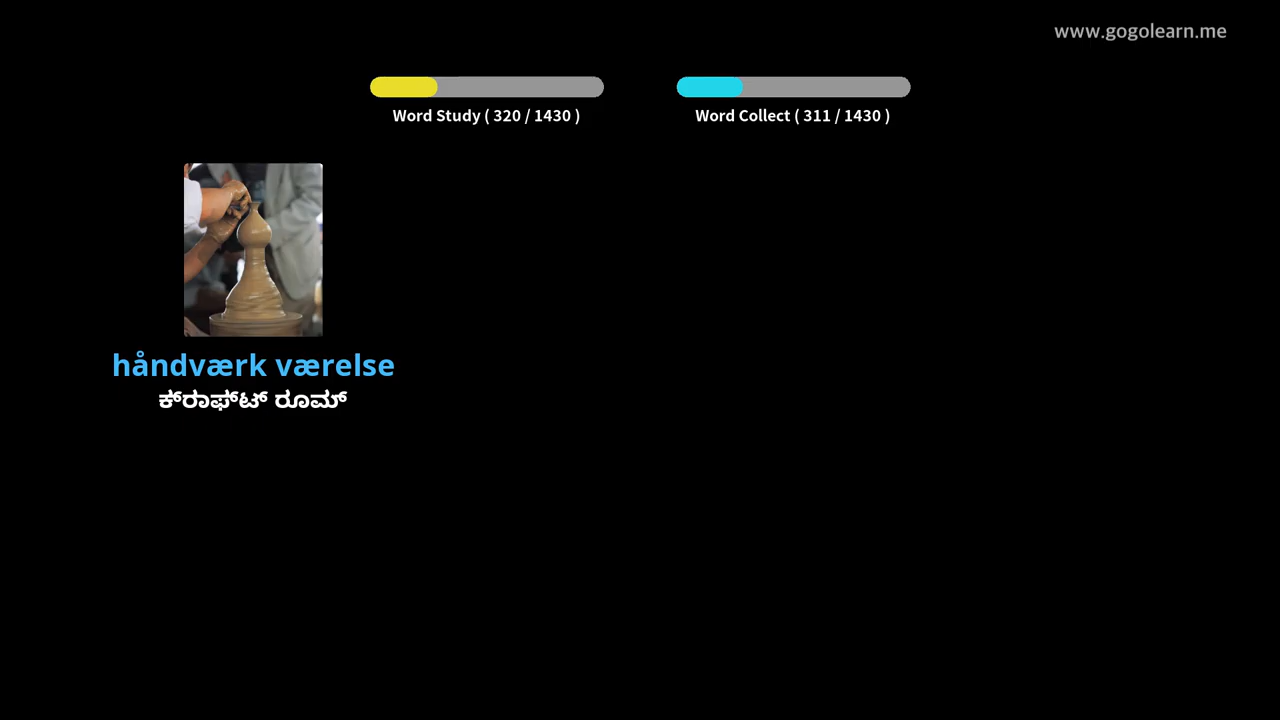 www.gogolearn.me
Word Study ( 320 / 1430 )
Word Collect ( 311 / 1430 )
håndværk værelse
ಕ್‌ರಾಫ್‌ಟ್ ರೂಮ್